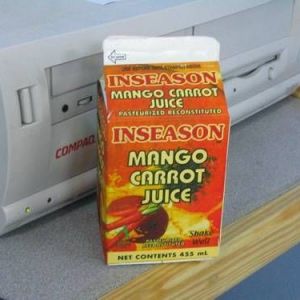 INSEASON
MANGO CARROT
JUICE
PASTEURIZED RECONSTITUTED
COMPAQ
INSEASON
MANGO
CARROT
JUICE
Shake
Well
NET CONTENTS 455 mL